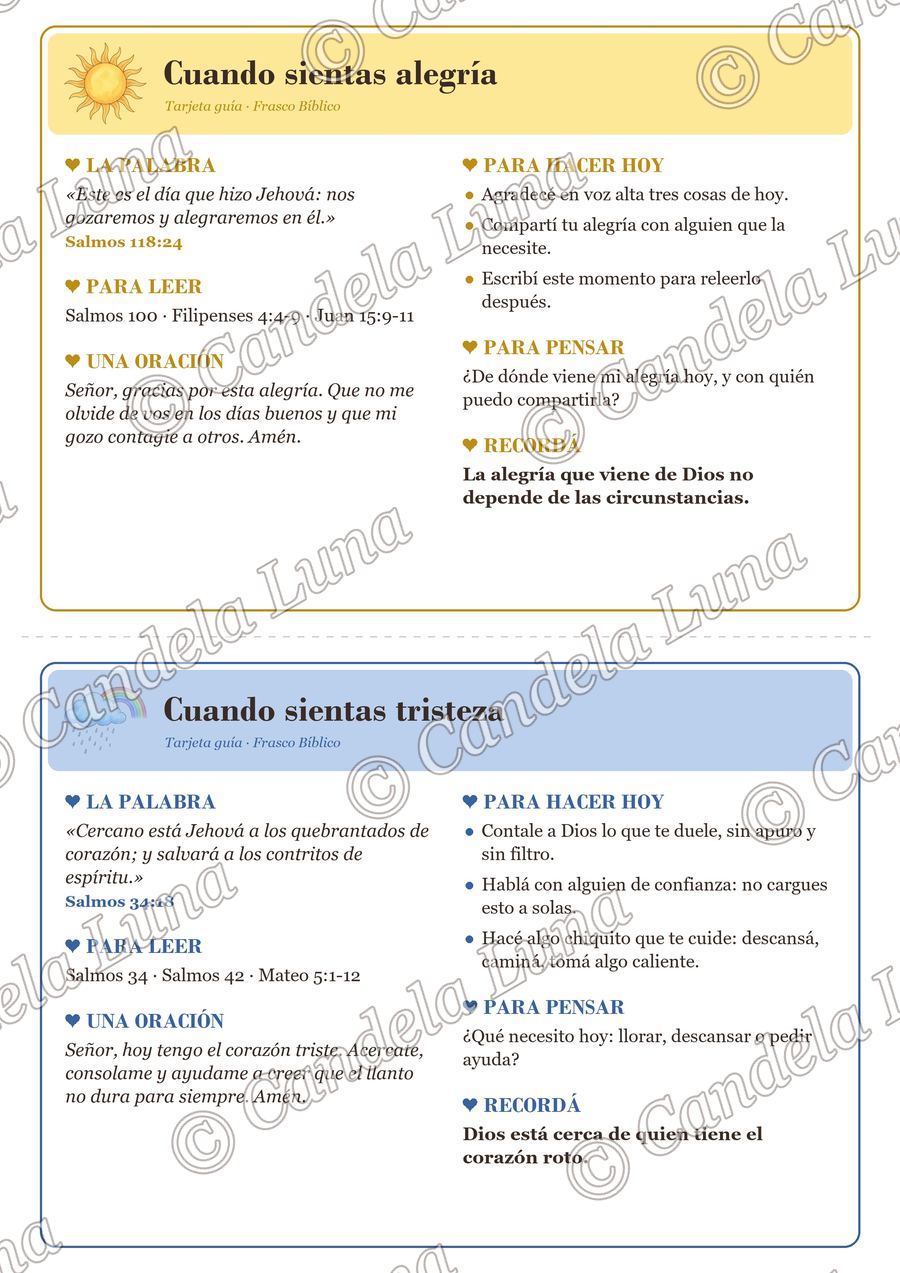 Cuando sientas alegría
Tarjeta guía · Frasco Bíblico
♥ LA PALABRA
«Este es el día que hizo Jehová: nos
gozaremos y alegraremos en él.»
Salmos 118:24
♥ PARA LEER
Salmos 100 · Filipenses 4:4-9 · Juan 15:9-11
♥ UNA ORACIÓN
Señor, gracias por esta alegría. Que no me
olvide de vos en los días buenos y que mi
gozo contagie a otros. Amén.
♥ PARA HACER HOY
• Agradecé en voz alta tres cosas de hoy.
• Compartí tu alegría con alguien que la
necesite.
• Escribí este momento para releerlo
después.
♥ PARA PENSAR
¿De dónde viene mi alegría hoy, y con quién
puedo compartirla?
♥ RECORDÁ
La alegría que viene de Dios no
depende de las circunstancias.
Cuando sientas tristeza
Tarjeta guía · Frasco Bíblico
♥ LA PALABRA
«Cercano está Jehová a los quebrantados de
corazón; y salvará a los contritos de
espíritu.»
Salmos 34:18
♥ PARA LEER
Salmos 34 · Salmos 42 · Mateo 5:1-12
♥ UNA ORACIÓN
Señor, hoy tengo el corazón triste. Acercate,
consolame y ayudame a creer que el llanto
no dura para siempre. Amén.
♥ PARA HACER HOY
• Contale a Dios lo que te duele, sin apuro y
sin filtro.
• Hablá con alguien de confianza: no cargues
esto a solas.
• Hacé algo chiquito que te cuide: descansá,
caminá, tomá algo caliente.
♥ PARA PENSAR
¿Qué necesito hoy: llorar, descansar o pedir
ayuda?
♥ RECORDÁ
Dios está cerca de quien tiene el
corazón roto.
© Candela Luna